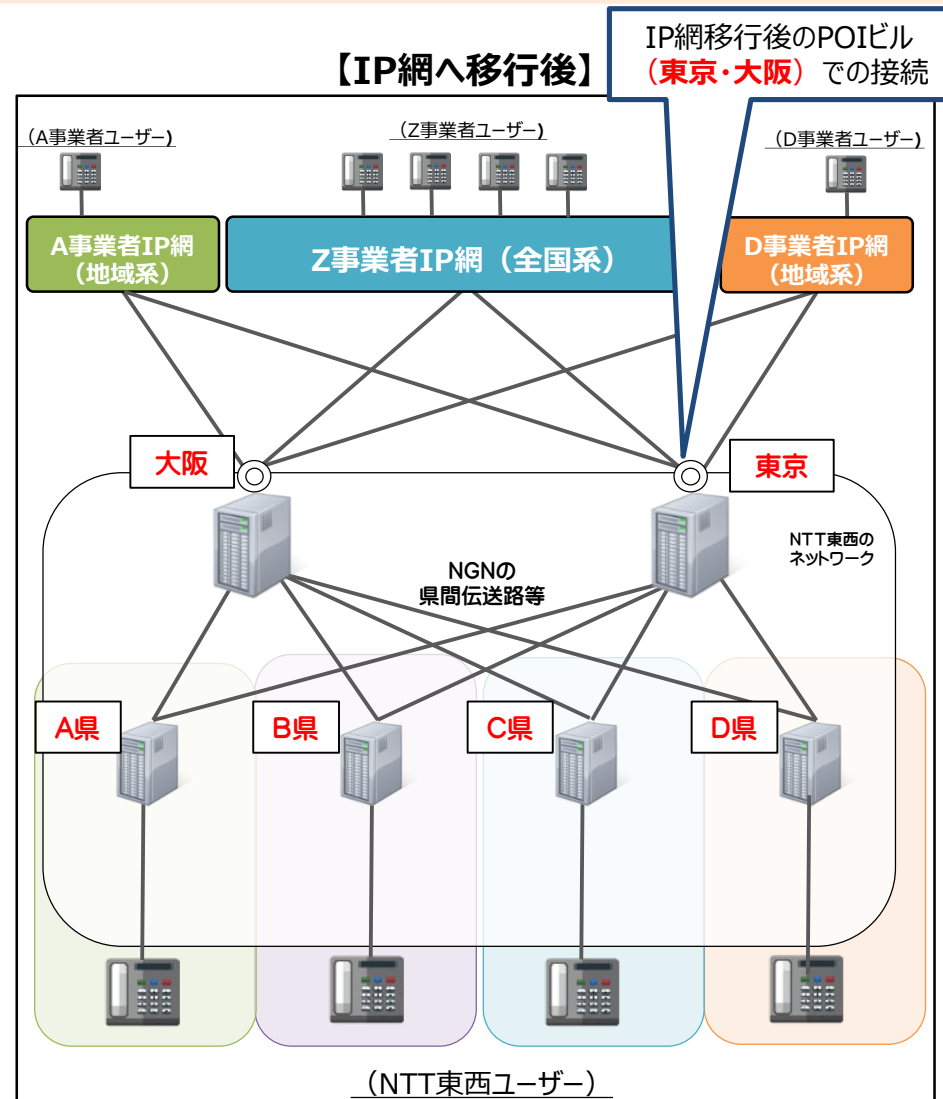 IP網移行後のPOIビル
（東京・大阪）での接続
【IP網へ移行後】
（A事業者ユーザー)
（Z事業者ユーザー)
（D事業者ユーザー)
A事業者IP網
（地域系）
Z事業者IP網（全国系）
D事業者IP網
（地域系）
大阪
東京
NTT東西の
ネットワーク
NGNの
県間伝送路等
A県
B県
C県
D県
（NTT東西ユーザー）